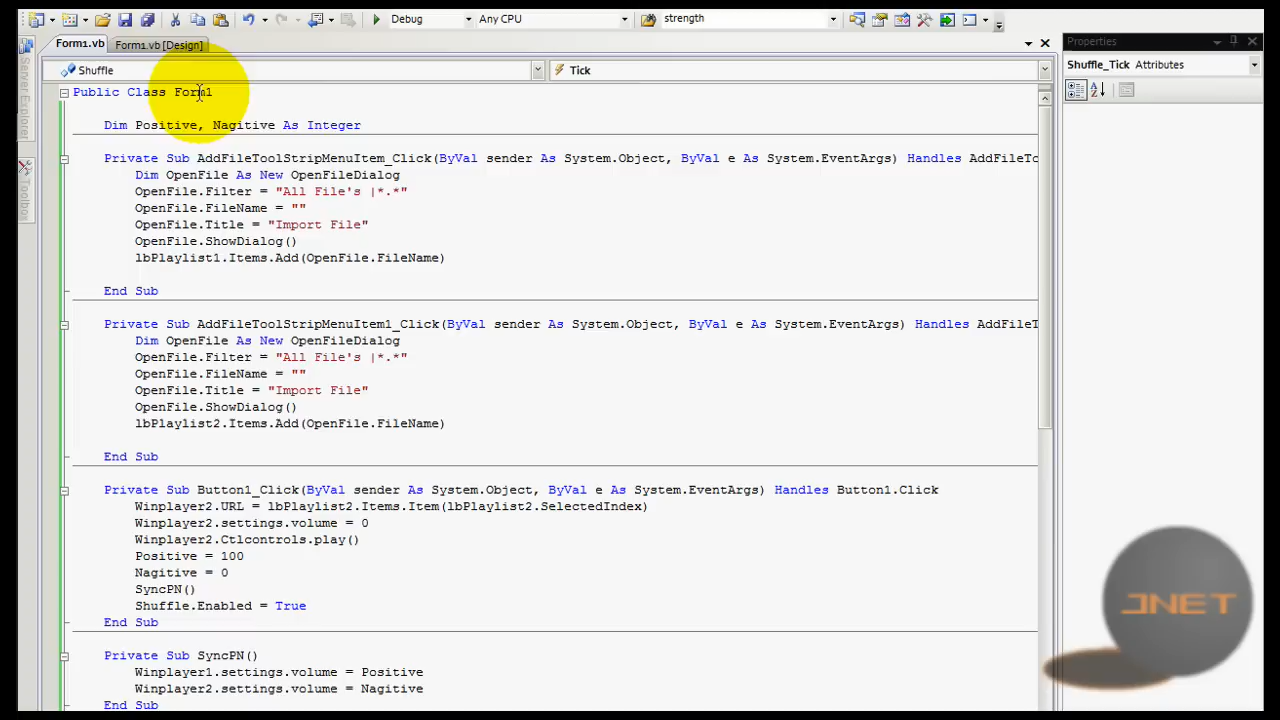 Debug Any CPU strength
Form1.vb Form1.vb [Design]
Properties
Shuffle Tick
Shuffle_Tick Attributes
Server Explorer
Toolbox
Public Class Form1
Dim Positive, Nagitive As Integer
Private Sub AddFileToolStripMenuItem_Click(ByVal sender As System.Object, ByVal e As System.EventArgs) Handles AddFileTo
Dim OpenFile As New OpenFileDialog
OpenFile.Filter = "All File's |*.*"
OpenFile.FileName = ""
OpenFile.Title = "Import File"
OpenFile.ShowDialog()
lbPlaylist1.Items.Add(OpenFile.FileName)
End Sub
Private Sub AddFileToolStripMenuItem1_Click(ByVal sender As System.Object, ByVal e As System.EventArgs) Handles AddFileT
Dim OpenFile As New OpenFileDialog
OpenFile.Filter = "All File's |*.*"
OpenFile.FileName = ""
OpenFile.Title = "Import File"
OpenFile.ShowDialog()
lbPlaylist2.Items.Add(OpenFile.FileName)
End Sub
Private Sub Button1_Click(ByVal sender As System.Object, ByVal e As System.EventArgs) Handles Button1.Click
Winplayer2.URL = lbPlaylist2.Items.Item(lbPlaylist2.SelectedIndex)
Winplayer2.settings.volume = 0
Winplayer2.Ctlcontrols.play()
Positive = 100
Nagitive = 0
SyncPN()
Shuffle.Enabled = True
End Sub
Private Sub SyncPN()
Winplayer1.settings.volume = Positive
Winplayer2.settings.volume = Nagitive
End Sub
JNET